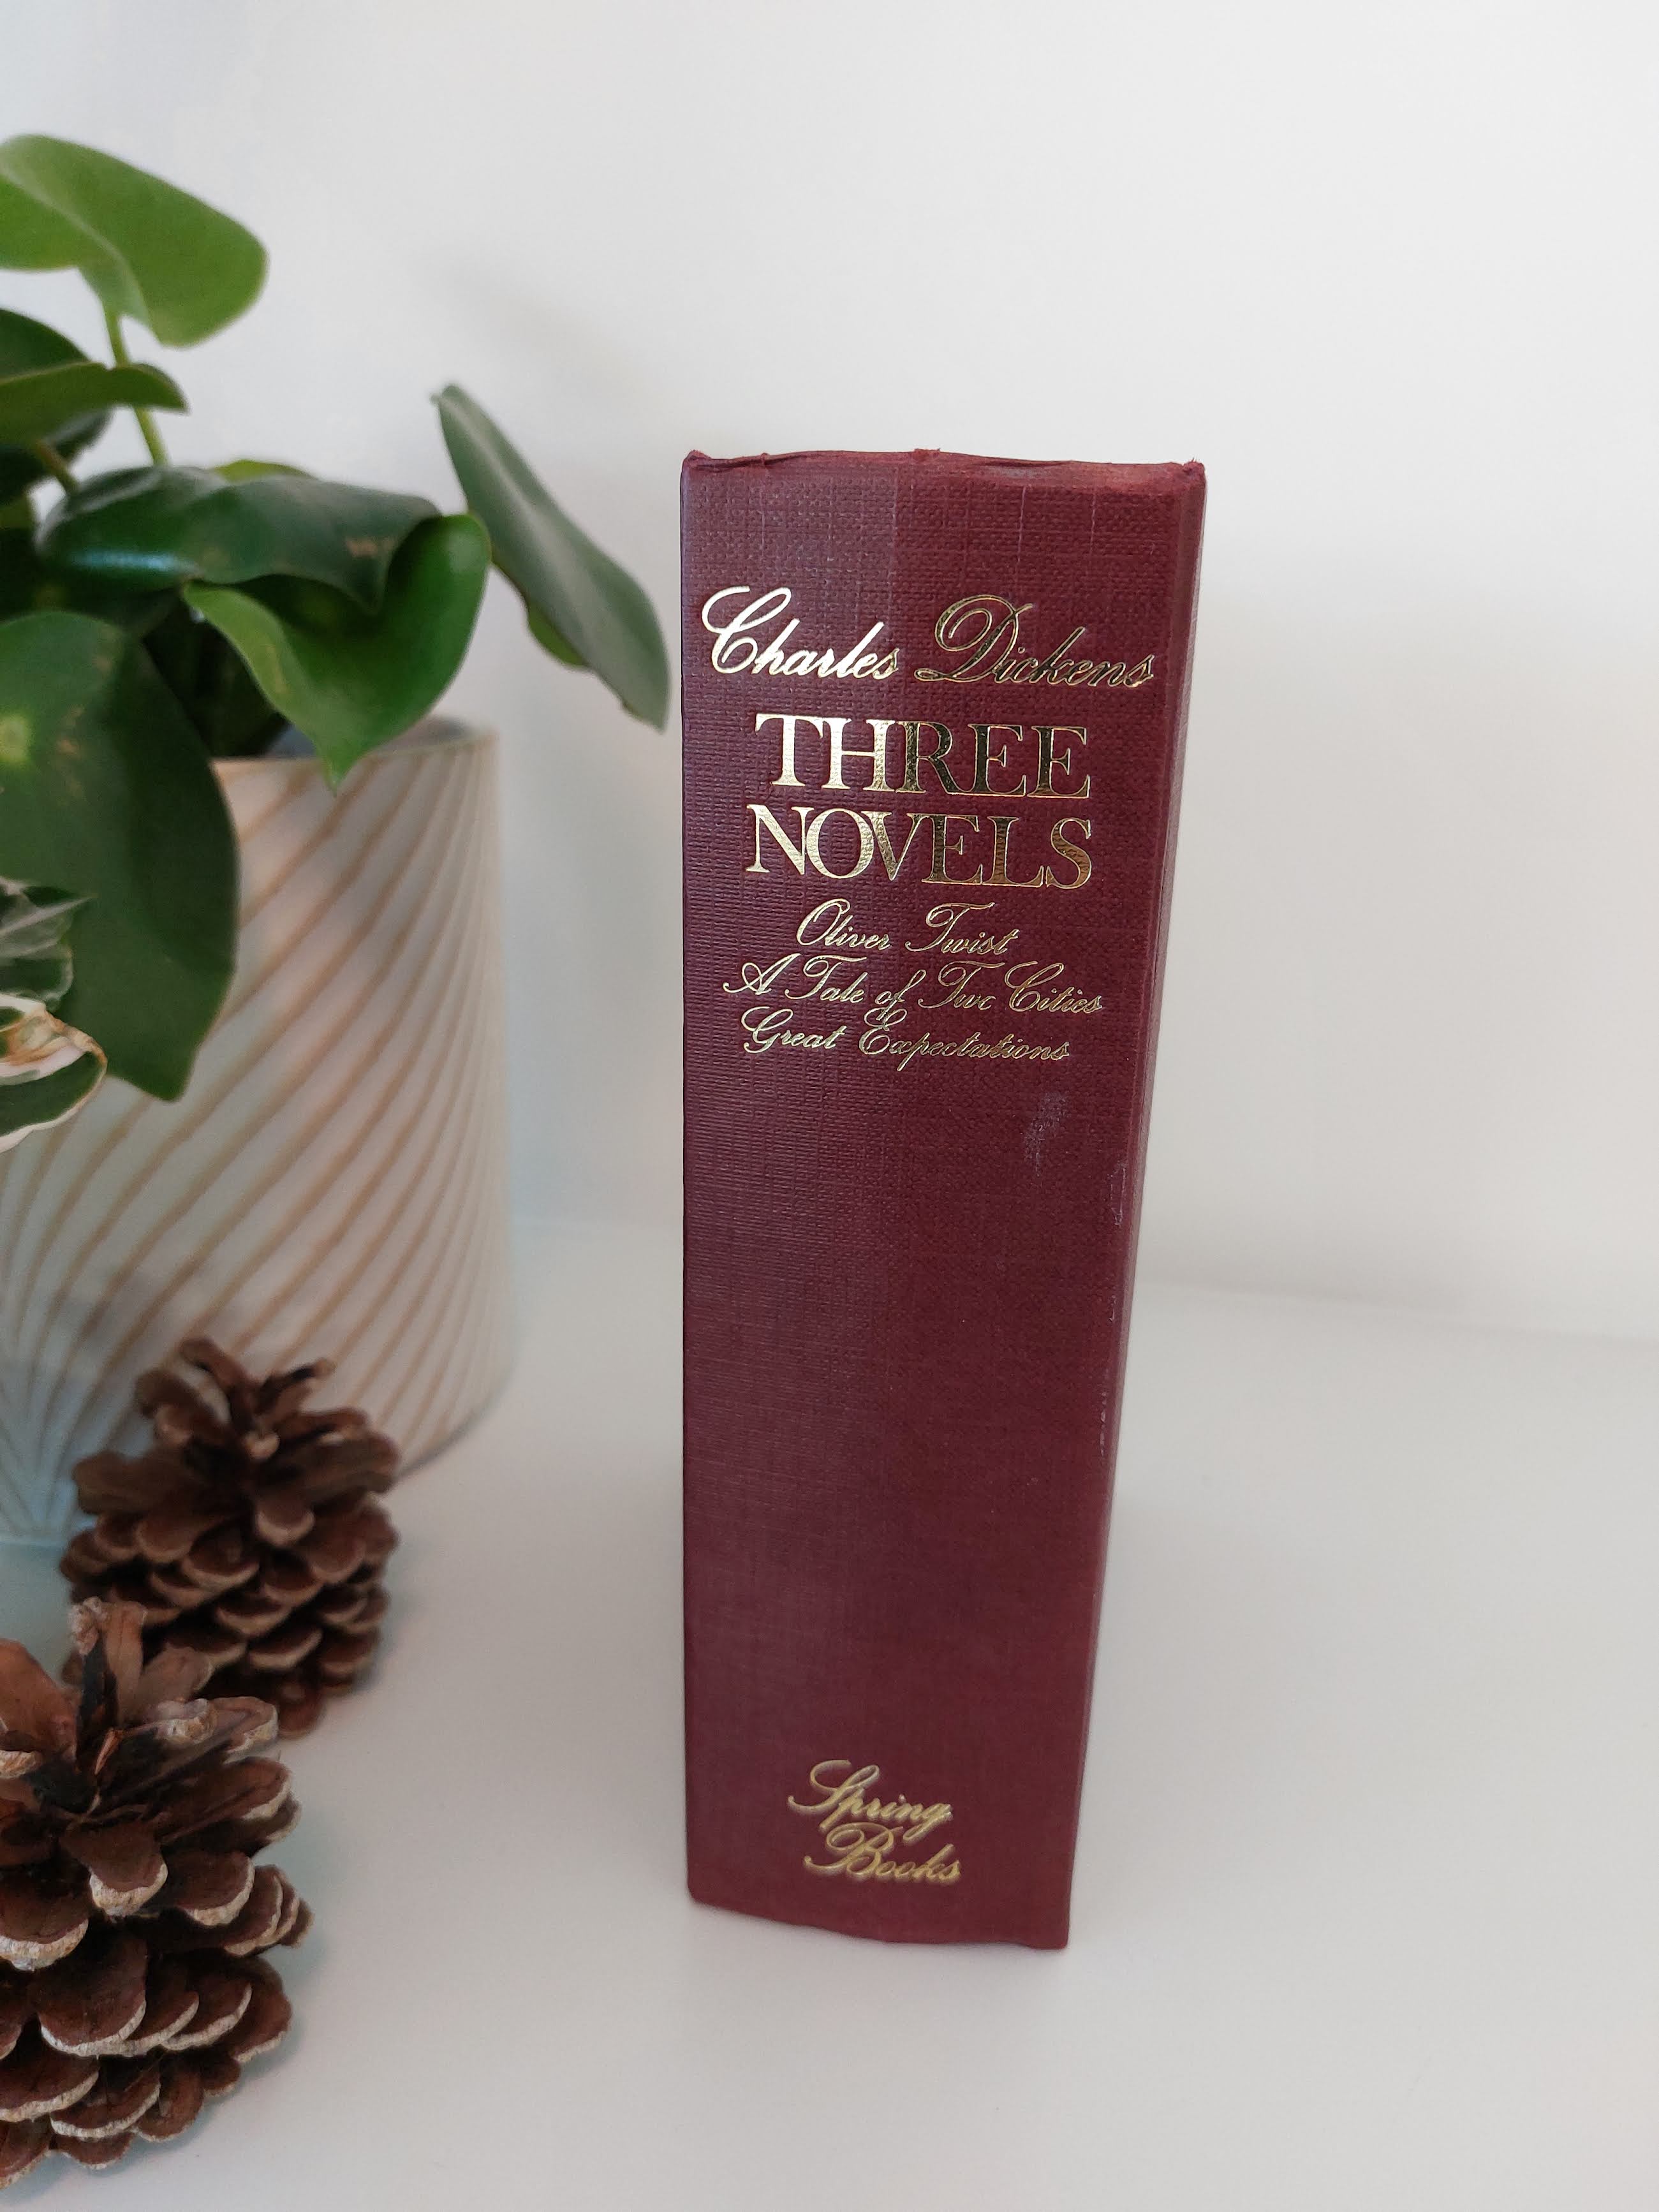 Charles Dickens
THREE
NOVELS
Oliver Twist
A Tale of Two Cities
Great Expectations
Spring
Books